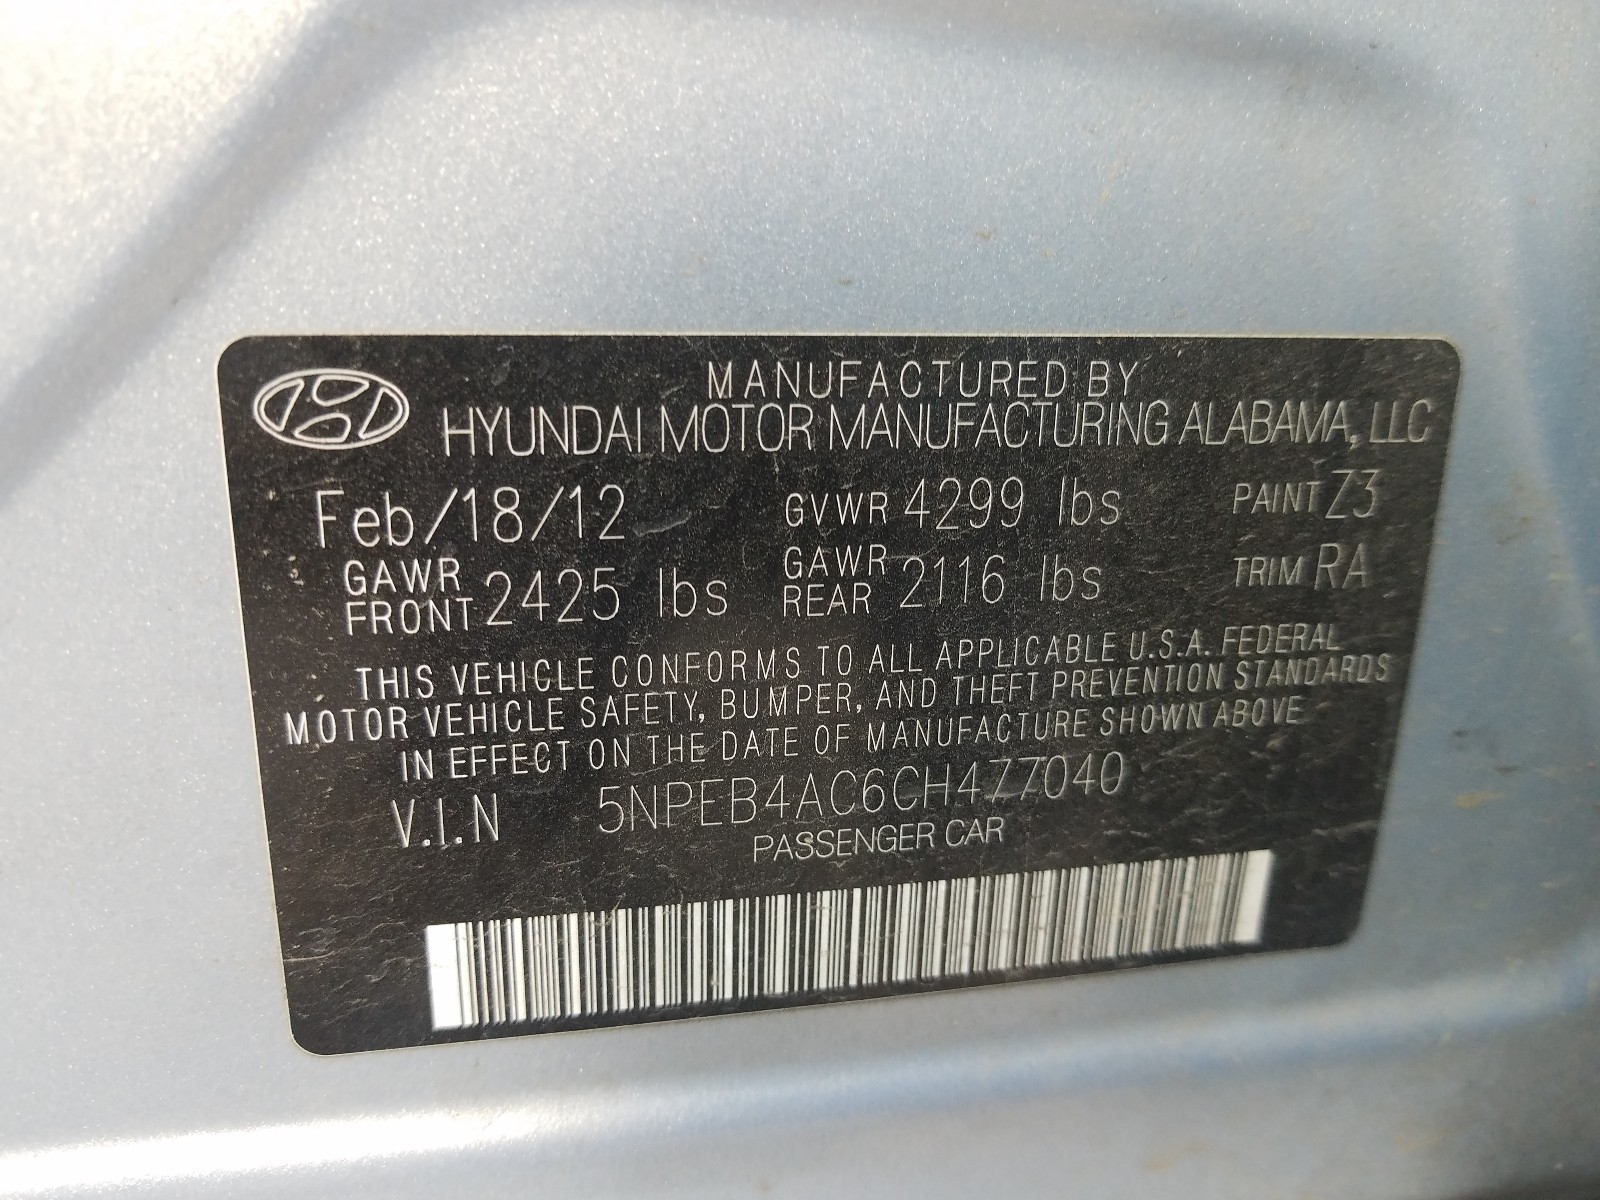 MANUFACTURED BY
HYUNDAI MOTOR MANUFACTURING ALABAMA, LLC
Feb/18/12 GVWR 4299 lbs PAINT Z3
GAWR FRONT 2425 lbs GAWR REAR 2116 lbs TRIM RA
THIS VEHICLE CONFORMS TO ALL APPLICABLE U.S.A. FEDERAL
MOTOR VEHICLE SAFETY, BUMPER, AND THEFT PREVENTION STANDARDS
IN EFFECT ON THE DATE OF MANUFACTURE SHOWN ABOVE
V.I.N 5NPEB4AC6CH477040
PASSENGER CAR